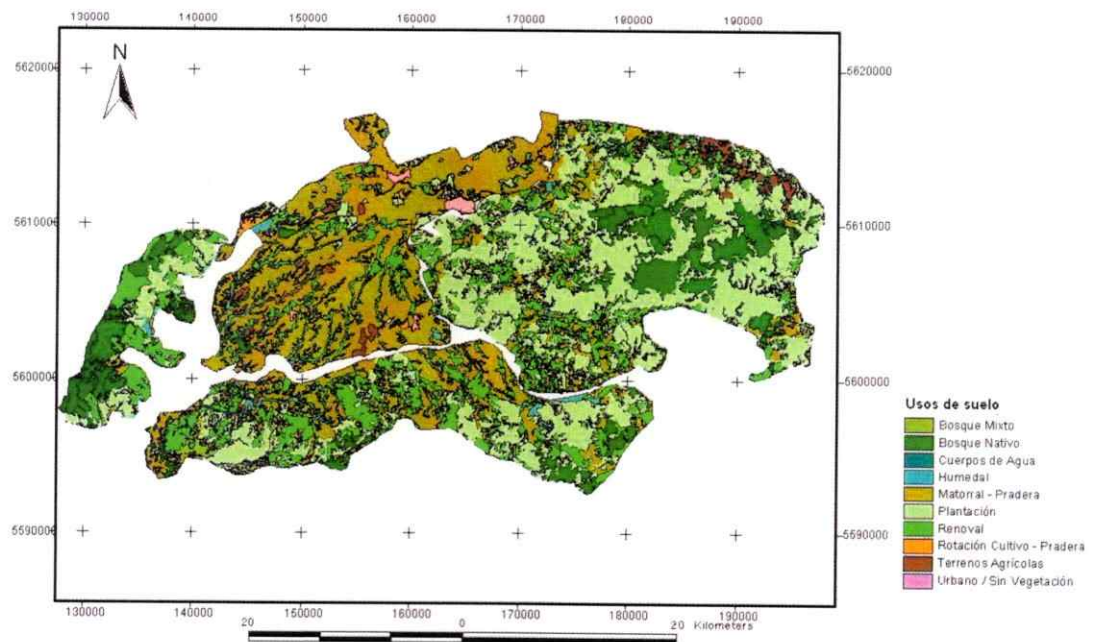 130000 140000 150000 160000 170000 180000 190000
N
5620000 5620000
5610000 5610000
5600000 5600000
5590000 5590000
130000 140000 150000 160000 170000 180000 190000
20 0 20 Kilometers
Usos de suelo
Bosque Mixto
Bosque Nativo
Cuerpos de Agua
Humedal
Matorral - Pradera
Plantación
Renoval
Rotación Cultivo - Pradera
Terrenos Agrícolas
Urbano / Sin Vegetación